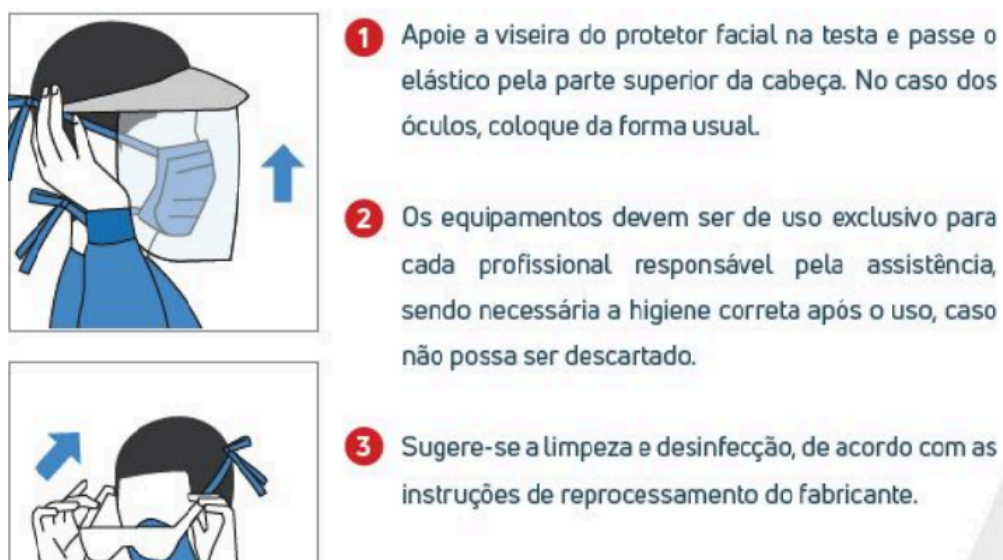 1 Apoie a viseira do protetor facial na testa e passe o
elástico pela parte superior da cabeça. No caso dos
óculos, coloque da forma usual.
2 Os equipamentos devem ser de uso exclusivo para
cada profissional responsável pela assistência,
sendo necessária a higiene correta após o uso, caso
não possa ser descartado.
3 Sugere-se a limpeza e desinfecção, de acordo com as
instruções de reprocessamento do fabricante.